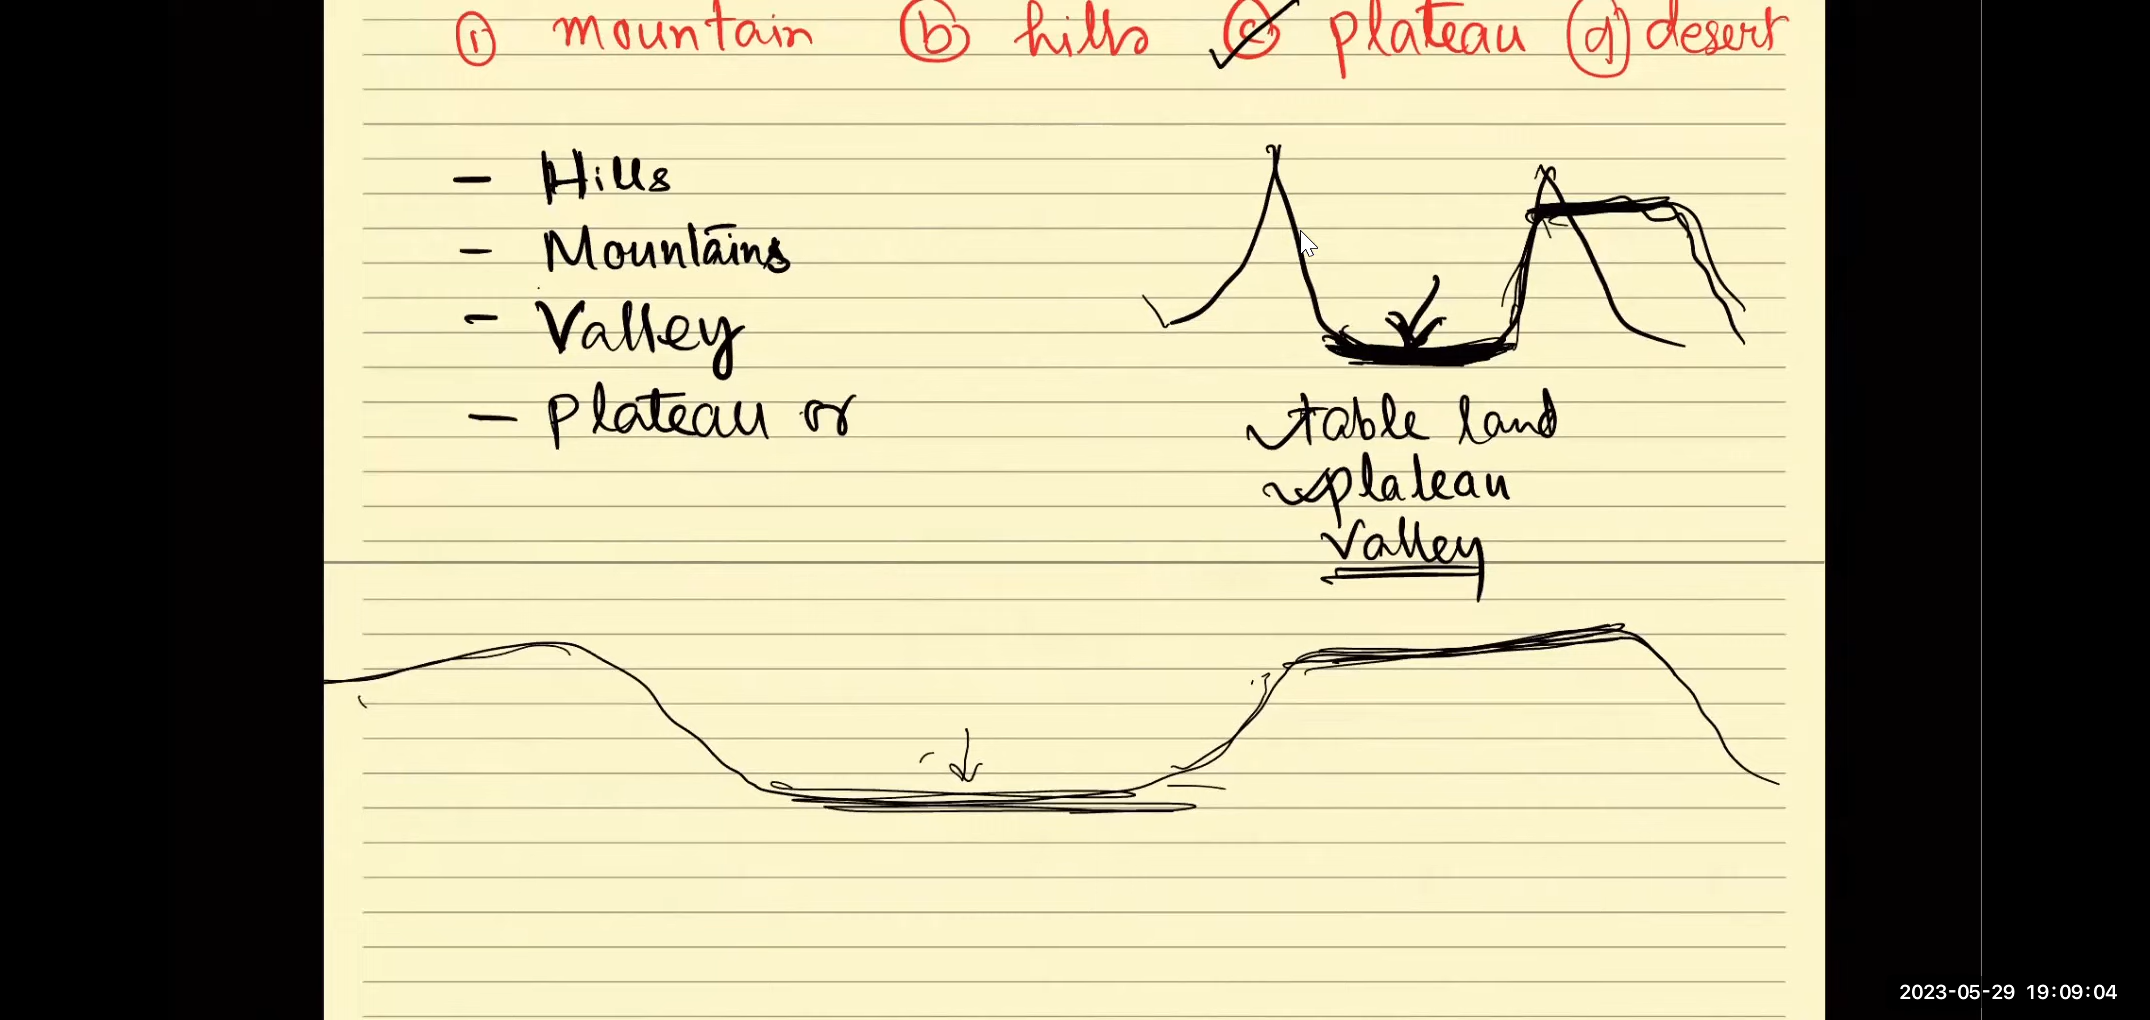 ① mountain ⓑ hills ⓒ plateau ⓓ desert
- Hills
- Mountains
- Valley
- Plateau or
table land
plateau
Valley
2023-05-29 19:09:04